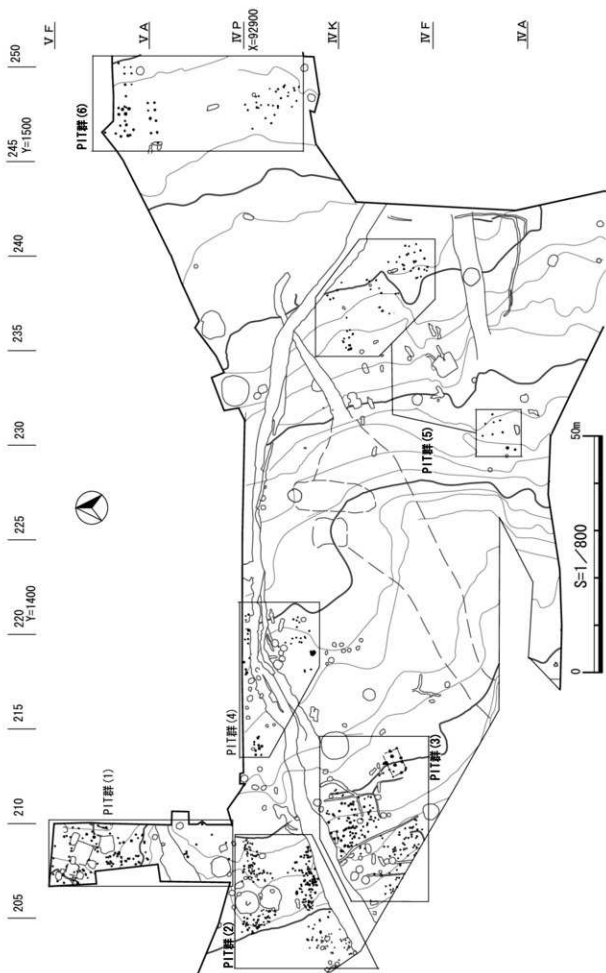 ⅤF
ⅤA
ⅣP
X=92900
ⅣK
ⅣF
ⅣA
250
245
Y=1500
240
235
230
225
220
Y=1400
215
210
205
PIT群(6)
PIT群(5)
PIT群(4)
PIT群(1)
PIT群(3)
PIT群(2)
0
50m
S=1/800